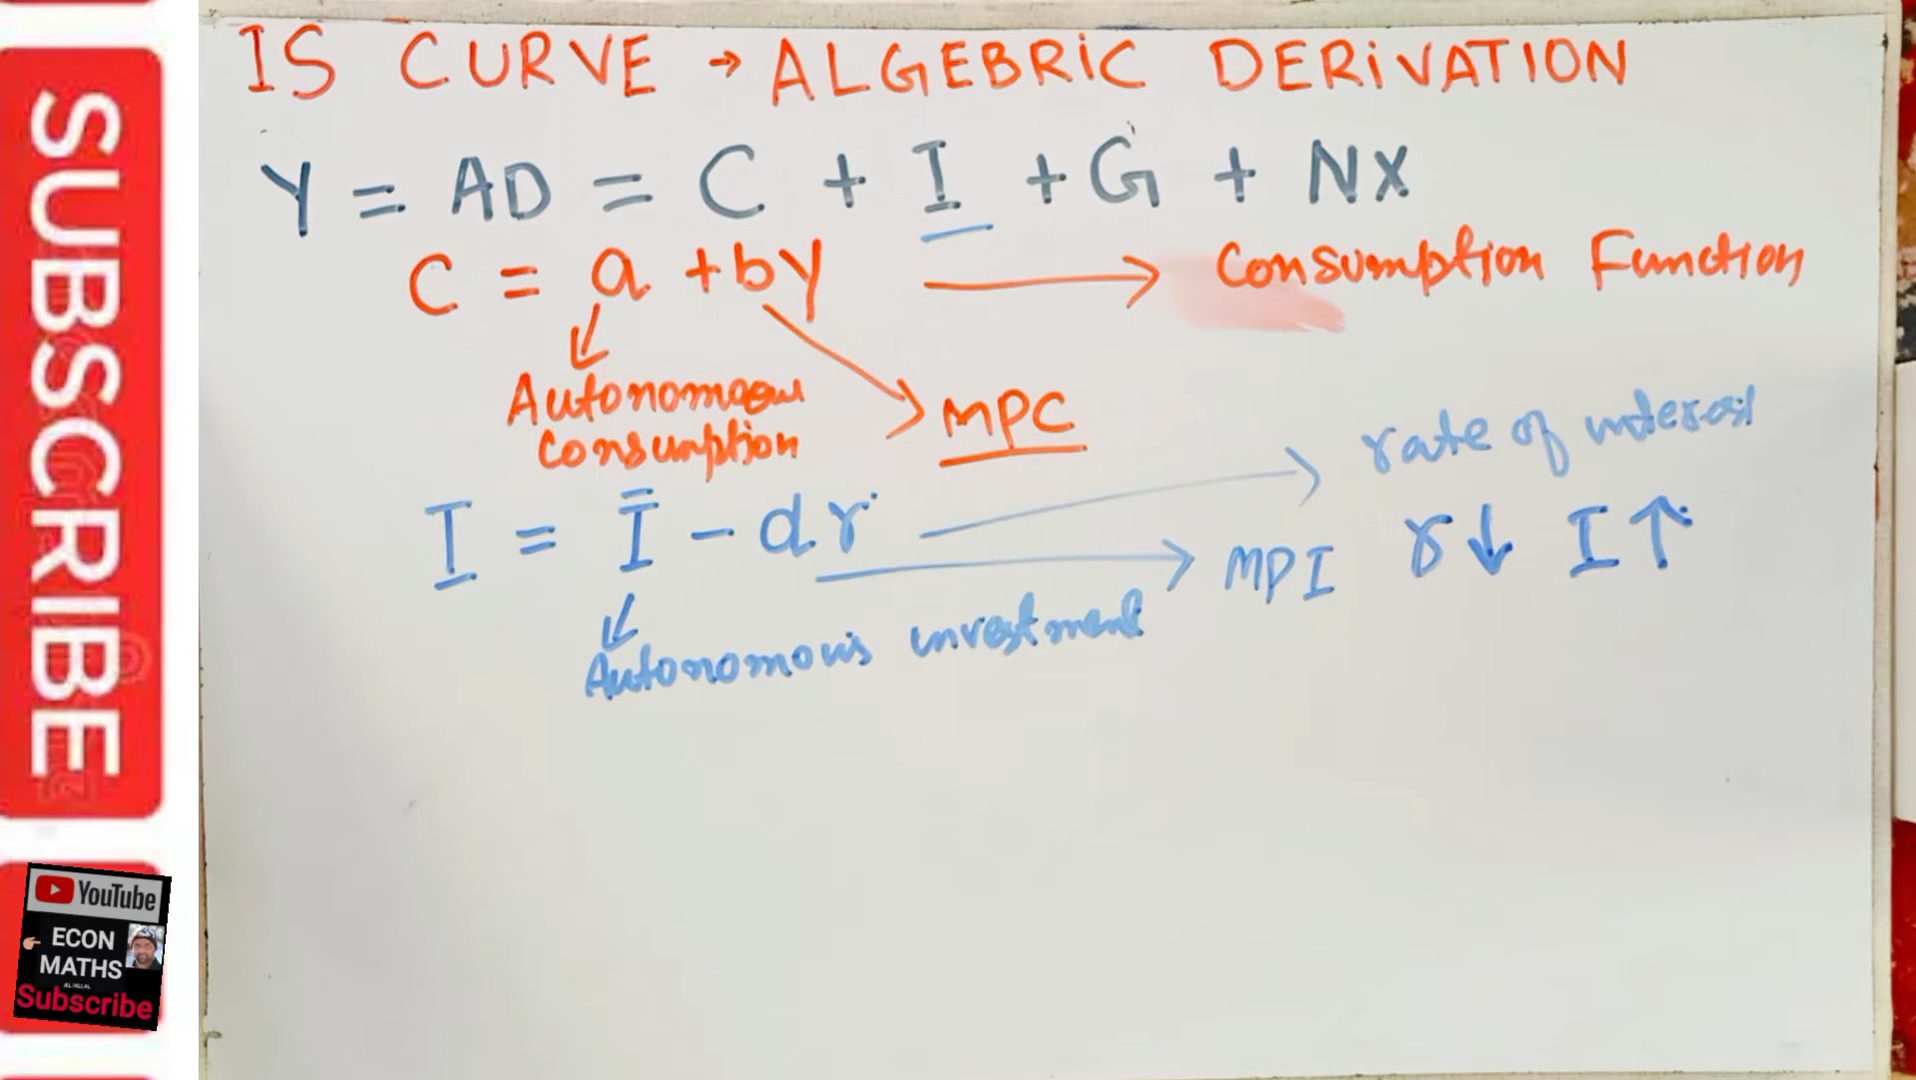 SUBSCRIBE
IS CURVE → ALGEBRIC DERIVATION
Y = AD = C + I + G + NX
C = a + by → Consumption Function
Autonomous
Consumption
MPC
rate of interest
I = Ī - dr
MPI r↓ I↑
Autonomous investment
YouTube
ECON
MATHS
Subscribe